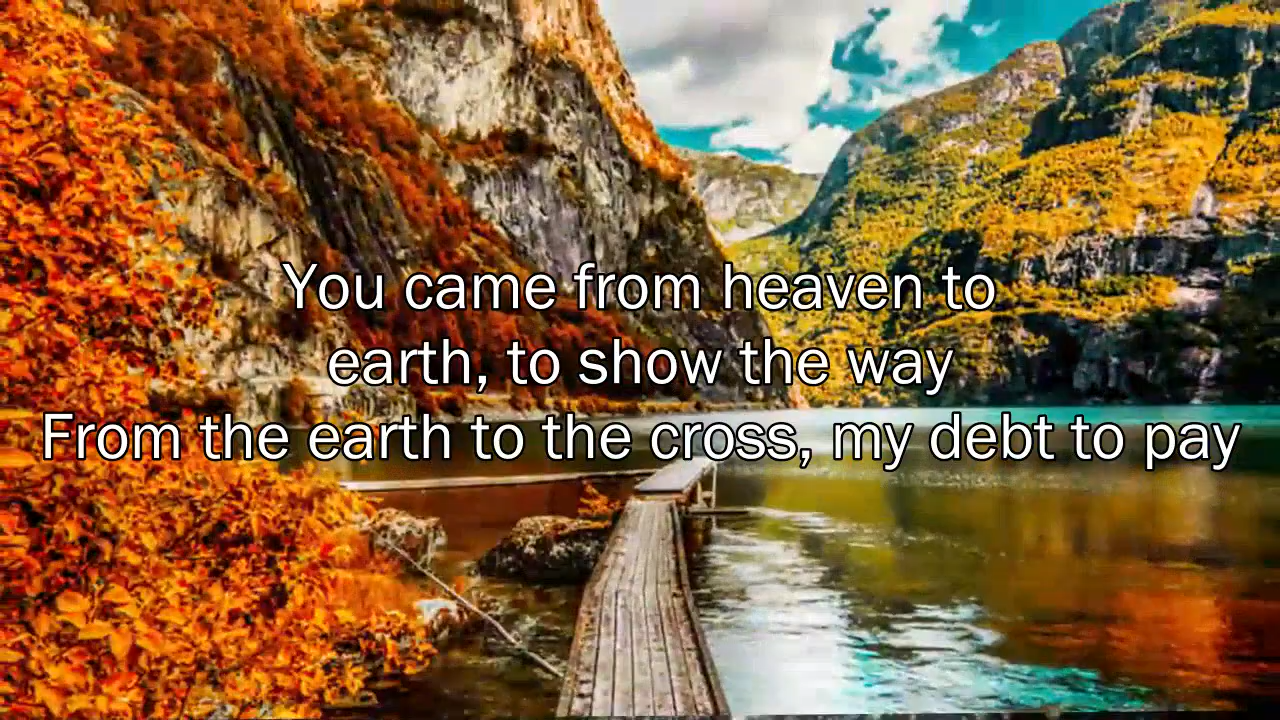 You came from heaven to
earth, to show the way
From the earth to the cross, my debt to pay